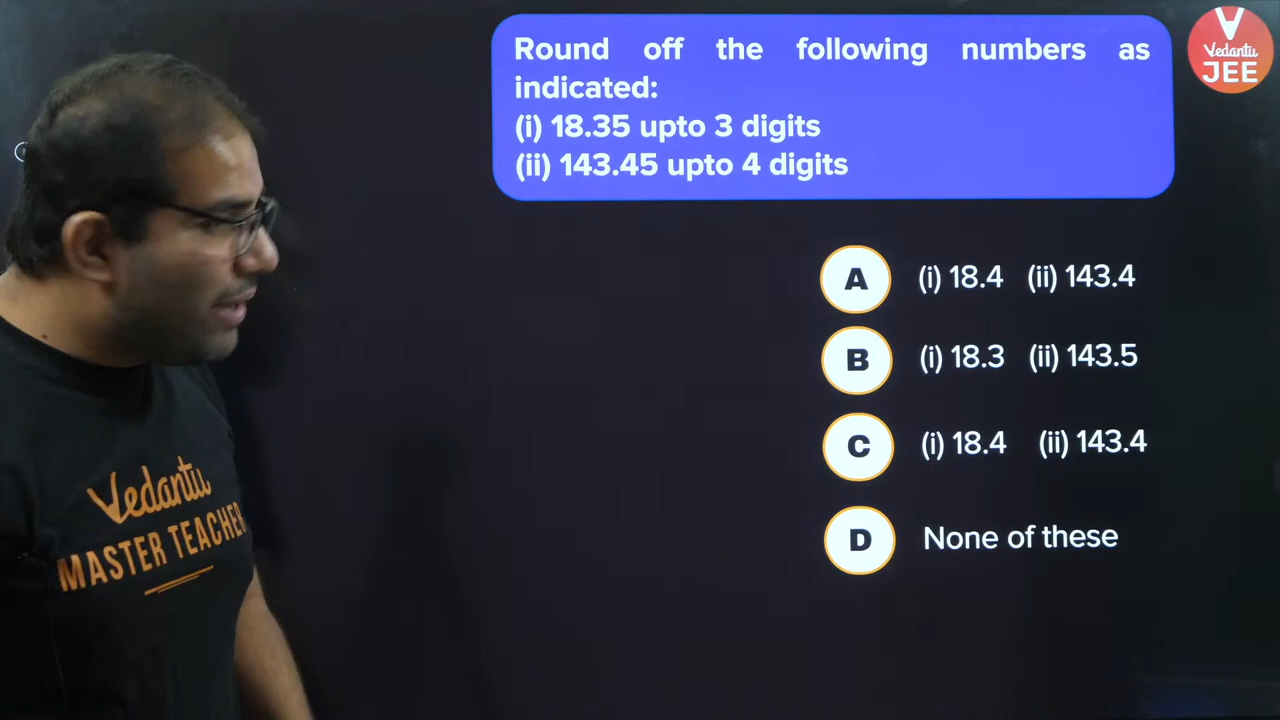 Round off the following numbers as
indicated:
(i) 18.35 upto 3 digits
(ii) 143.45 upto 4 digits
V
Vedantu
JEE
A (i) 18.4 (ii) 143.4
B (i) 18.3 (ii) 143.5
C (i) 18.4 (ii) 143.4
D None of these
Vedantu
MASTER TEACHER